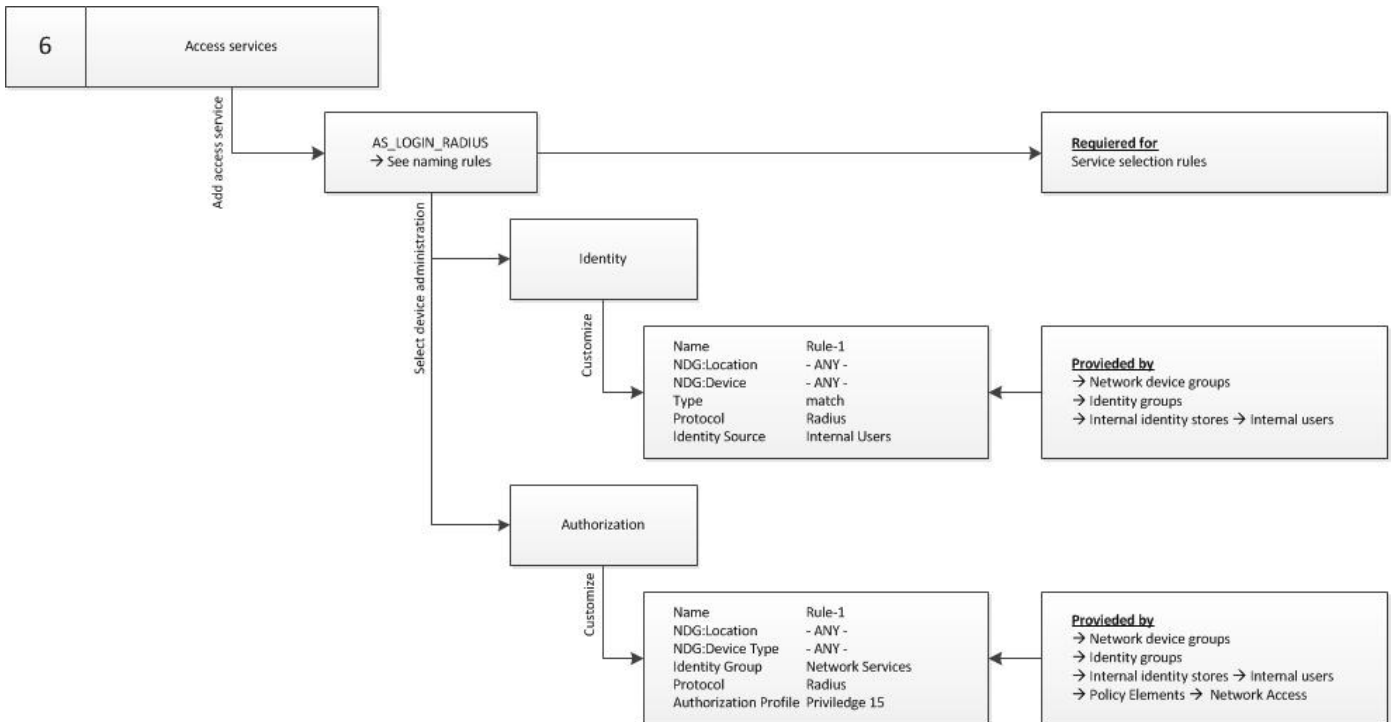 6
Access services
Add access service
AS_LOGIN_RADIUS
→ See naming rules
Requiered for
Service selection rules
Select device administration
Identity
Customize
Name Rule-1
NDG:Location - ANY -
NDG:Device - ANY -
Type match
Protocol Radius
Identity Source Internal Users
Provieded by
→ Network device groups
→ Identity groups
→ Internal identity stores → Internal users
Authorization
Customize
Name Rule-1
NDG:Location - ANY -
NDG:Device Type - ANY -
Identity Group Network Services
Protocol Radius
Authorization Profile Priviledge 15
Provieded by
→ Network device groups
→ Identity groups
→ Internal identity stores → Internal users
→ Policy Elements → Network Access